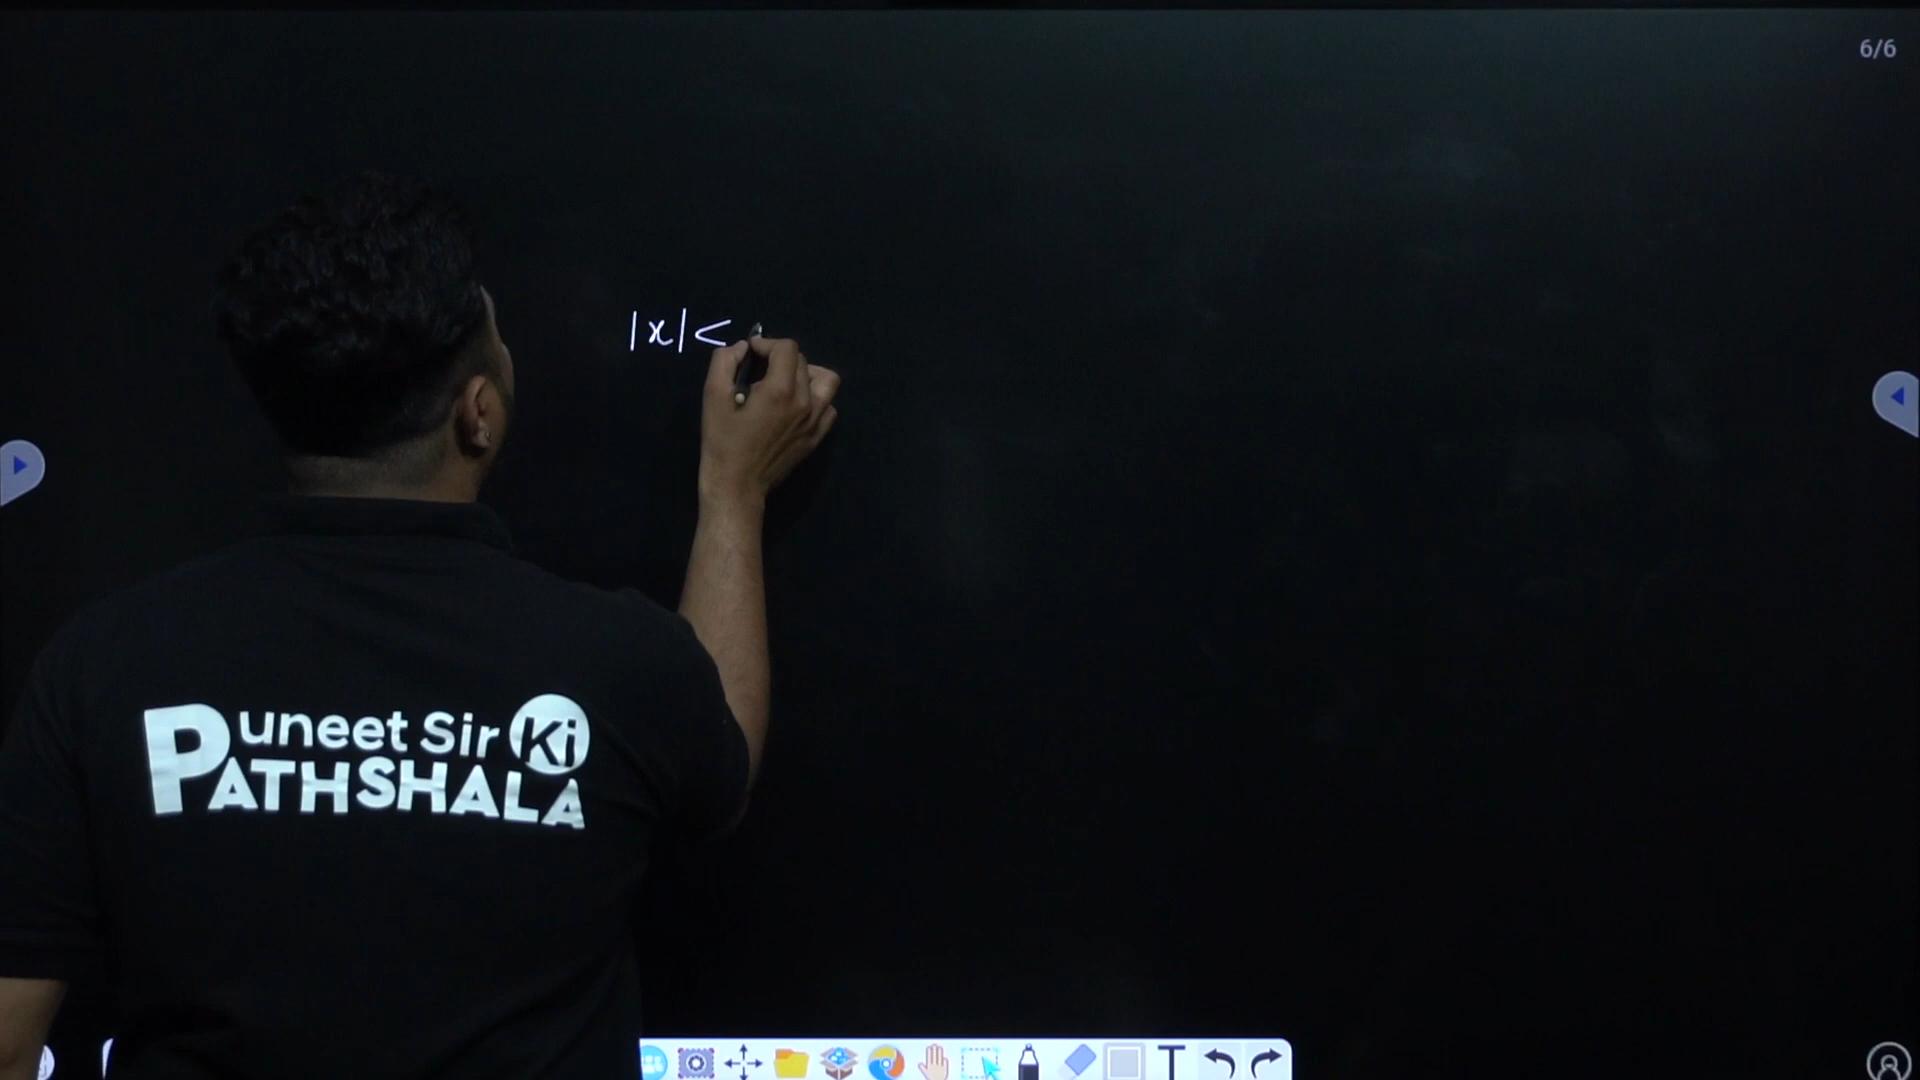 6/6
|x| <
Puneet Sir Ki
PATHSHALA
T